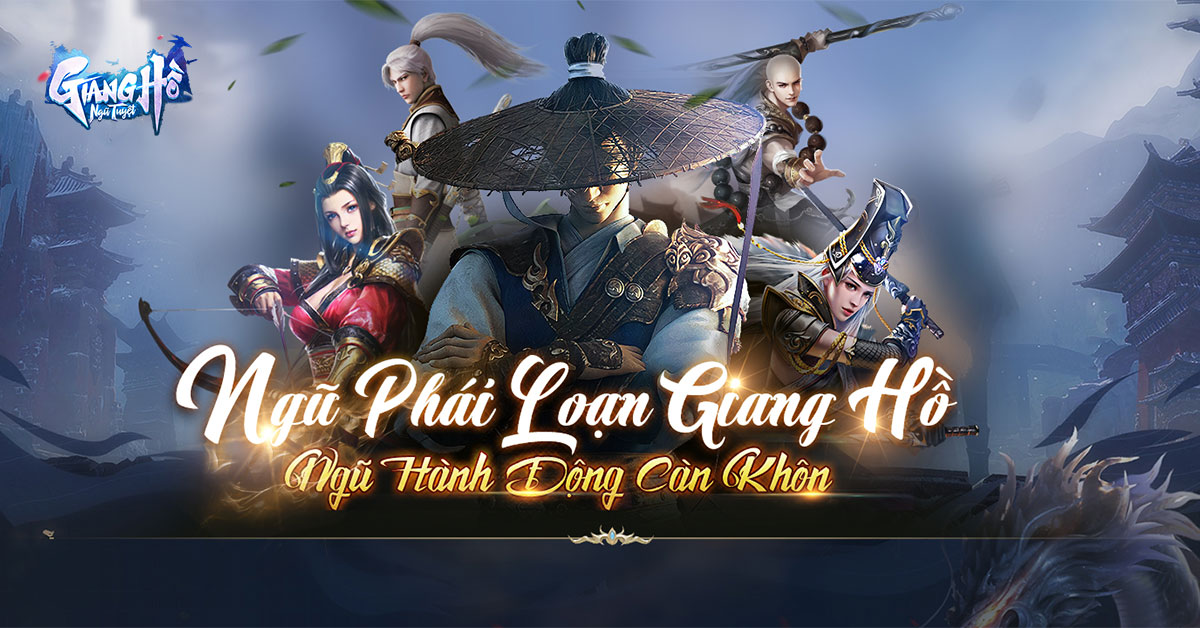 Giang Hồ
Ngũ Tuyệt
Ngũ Phái Loạn Giang Hồ
Ngũ Hành Động Càn Khôn